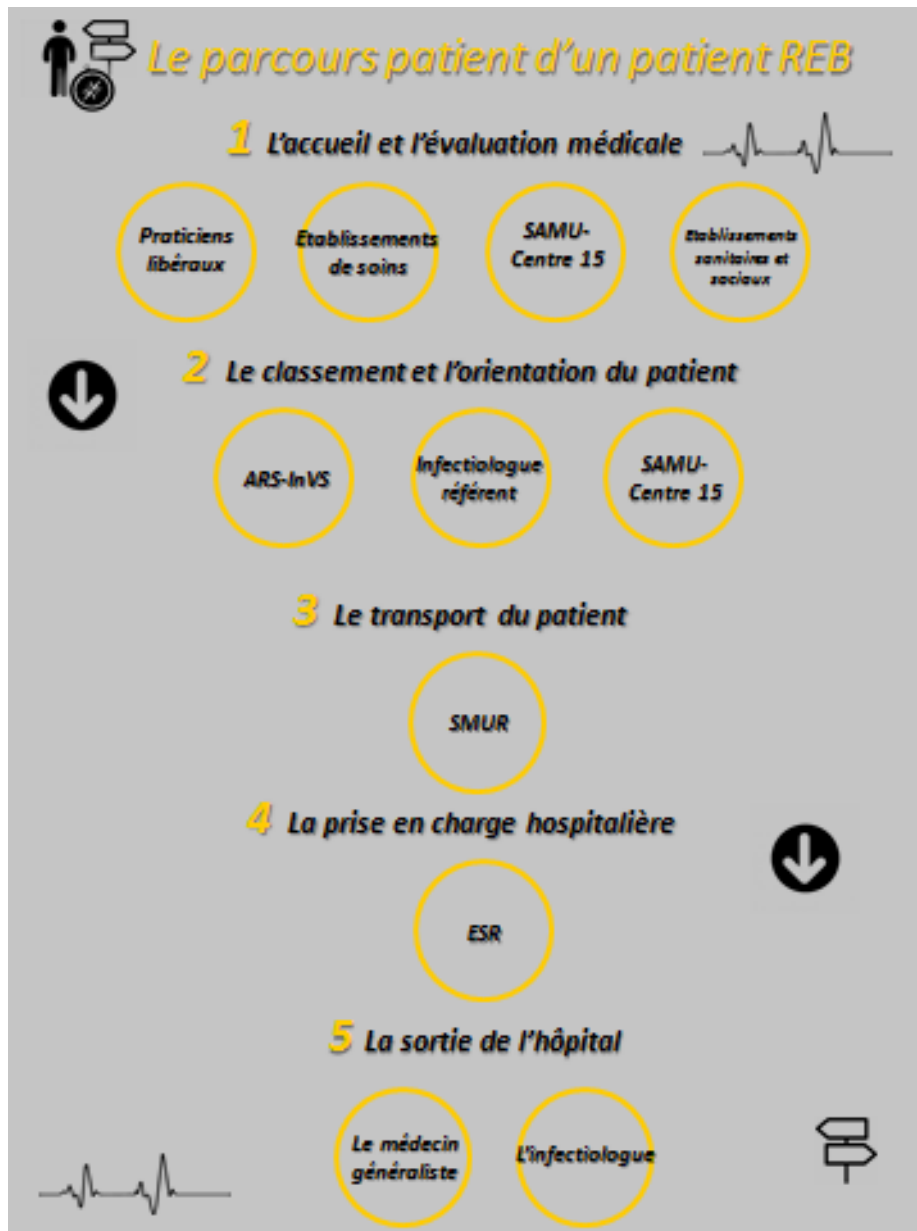 Le parcours patient d'un patient REB
1 L'accueil et l'évaluation médicale
Praticiens
libéraux
Etablissements
de soins
SAMU-
Centre 15
Etablissements
sanitaires et
sociaux
2 Le classement et l'orientation du patient
ARS-InVS
Infectiologue
référent
SAMU-
Centre 15
3 Le transport du patient
SMUR
4 La prise en charge hospitalière
ESR
5 La sortie de l'hôpital
Le médecin
généraliste
L'infectiologue